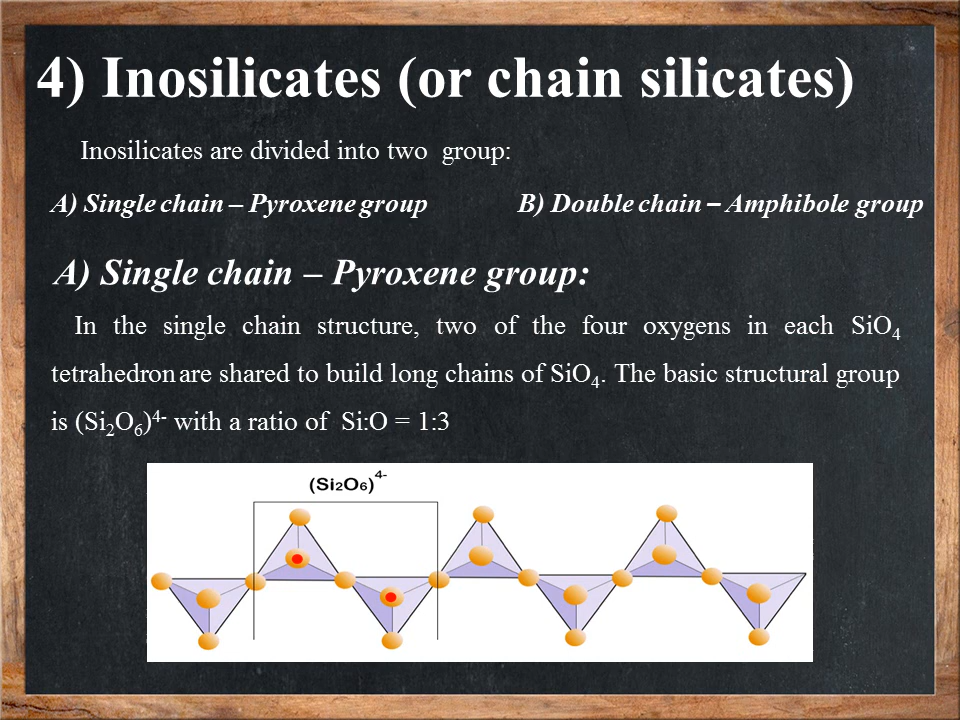 4) Inosilicates (or chain silicates)
Inosilicates are divided into two group:
A) Single chain – Pyroxene group B) Double chain – Amphibole group
A) Single chain – Pyroxene group:
In the single chain structure, two of the four oxygens in each SiO4
tetrahedron are shared to build long chains of SiO4. The basic structural group
is (Si2O6)4- with a ratio of Si:O = 1:3
(Si2O6)4-